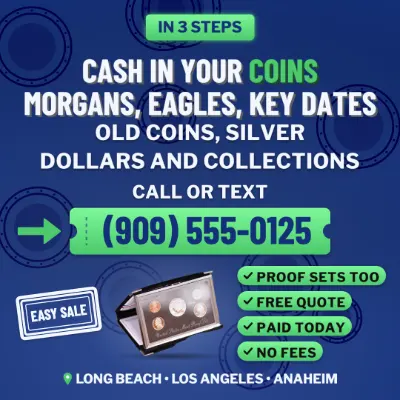 IN 3 STEPS
CASH IN YOUR COINS
MORGANS, EAGLES, KEY DATES
OLD COINS, SILVER
DOLLARS AND COLLECTIONS
CALL OR TEXT
(909) 555-0125
PROOF SETS TOO
FREE QUOTE
EASY SALE
PAID TODAY
NO FEES
LONG BEACH • LOS ANGELES • ANAHEIM